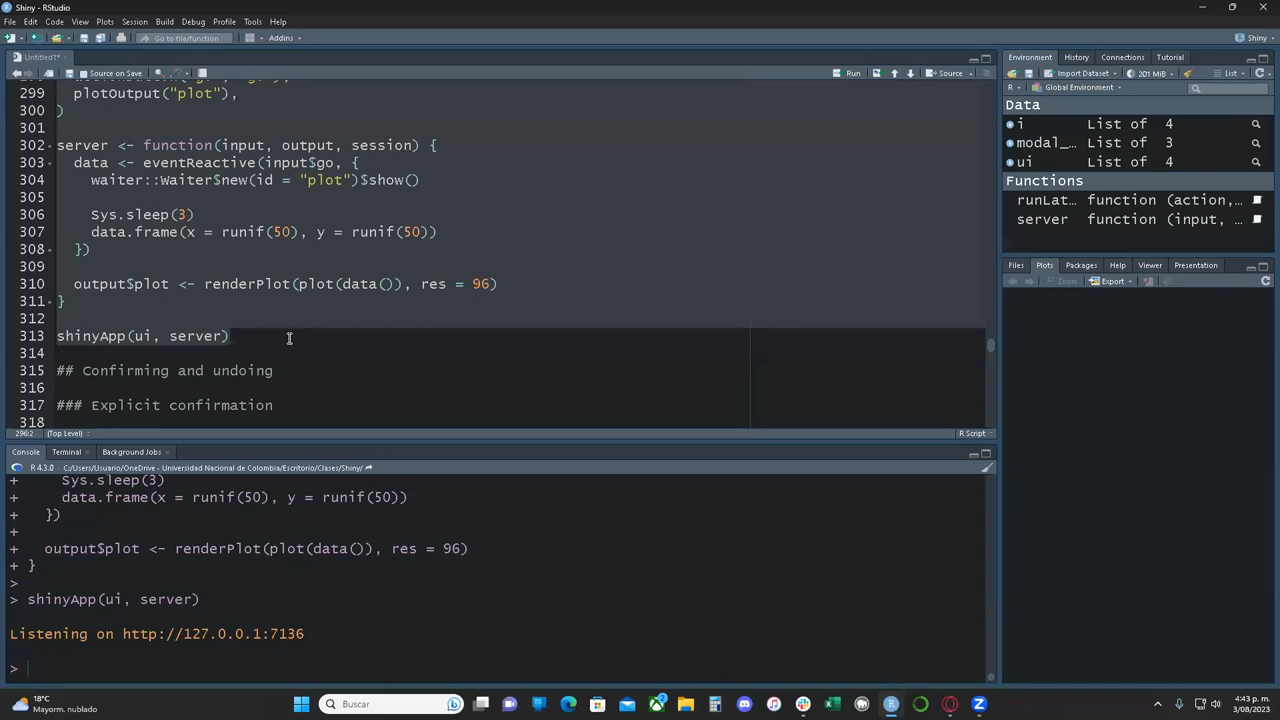 Shiny - RStudio
File Edit Code View Plots Session Build Debug Profile Tools Help
Go to file/function
Addins
Shiny
Untitled1*
Source on Save
Run
Source
299 plotOutput("plot"),
300 )
301
302 server <- function(input, output, session) {
303 data <- eventReactive(input$go, {
304 waiter::Waiter$new(id = "plot")$show()
305
306 Sys.sleep(3)
307 data.frame(x = runif(50), y = runif(50))
308 })
309
310 output$plot <- renderPlot(plot(data()), res = 96)
311 }
312
313 shinyApp(ui, server)
314
315 ## Confirming and undoing
316
317 ### Explicit confirmation
318
296:2 (Top Level) R Script
Console Terminal Background Jobs
R 4.3.0 · C:/Users/Usuario/OneDrive - Universidad Nacional de Colombia/Escritorio/Clases/Shiny/
+ Sys.sleep(3)
+ data.frame(x = runif(50), y = runif(50))
+ })
+
+ output$plot <- renderPlot(plot(data()), res = 96)
+ }
>
> shinyApp(ui, server)
Listening on http://127.0.0.1:7136
>
Environment History Connections Tutorial
Import Dataset 201 MiB List
R Global Environment
Data
i List of 4
modal_… List of 3
ui List of 4
Functions
runLat… function (action,…
server function (input, …
Files Plots Packages Help Viewer Presentation
Zoom Export
18°C
Mayorm. nublado
Buscar
2
4:43 p.m.
3/08/2023